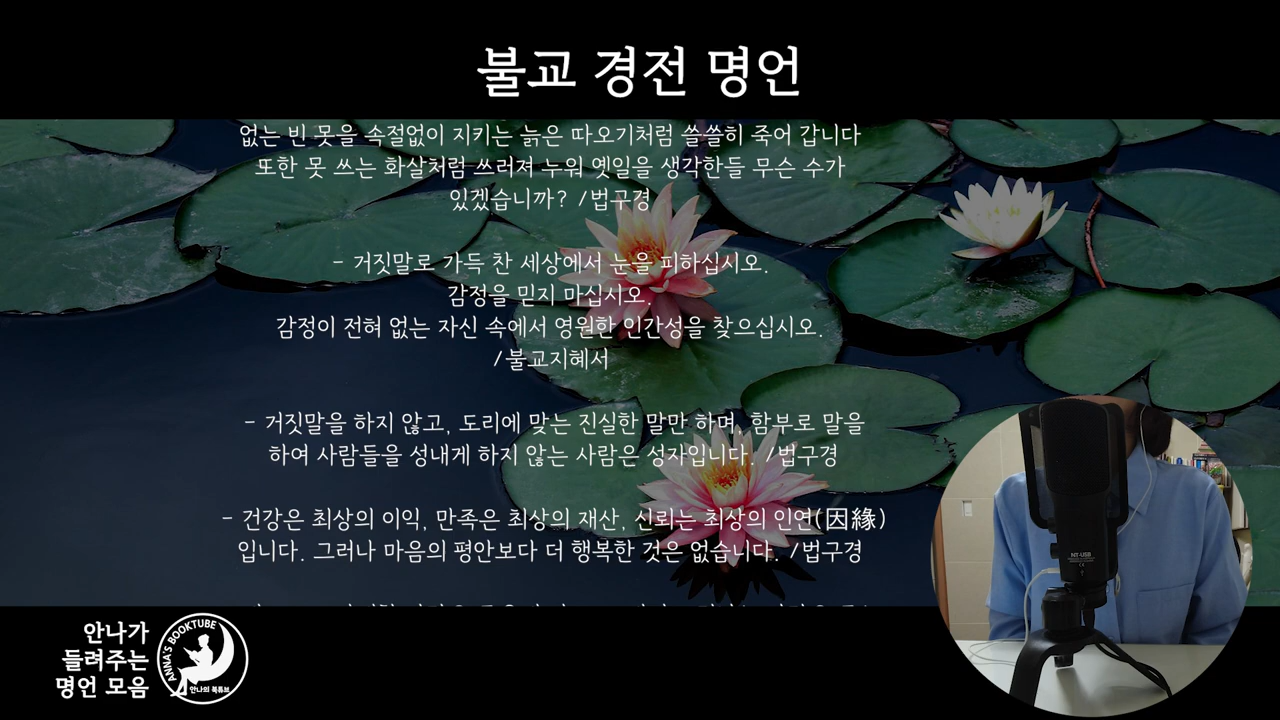 불교 경전 명언
없는 빈 못을 속절없이 지키는 늙은 따오기처럼 쓸쓸히 죽어 갑니다
또한 못 쓰는 화살처럼 쓰러져 누워 옛일을 생각한들 무슨 수가
있겠습니까? /법구경
- 거짓말로 가득 찬 세상에서 눈을 피하십시오.
감정을 믿지 마십시오.
감정이 전혀 없는 자신 속에서 영원한 인간성을 찾으십시오.
/불교지혜서
- 거짓말을 하지 않고, 도리에 맞는 진실한 말만 하며, 함부로 말을
하여 사람들을 성내게 하지 않는 사람은 성자입니다. /법구경
- 건강은 최상의 이익, 만족은 최상의 재산, 신뢰는 최상의 인연(因緣)
입니다. 그러나 마음의 평안보다 더 행복한 것은 없습니다. /법구경
안나가
들려주는
명언 모음
ANNA'S BOOKTUBE
안나의 북튜브
NT-USB